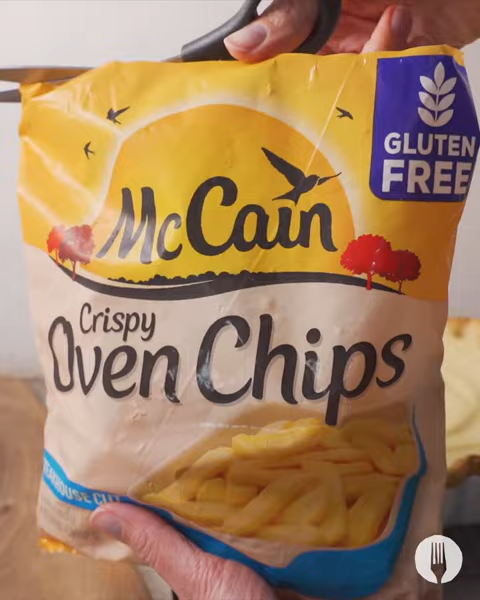 GLUTEN
FREE
McCain
Crispy
Oven Chips